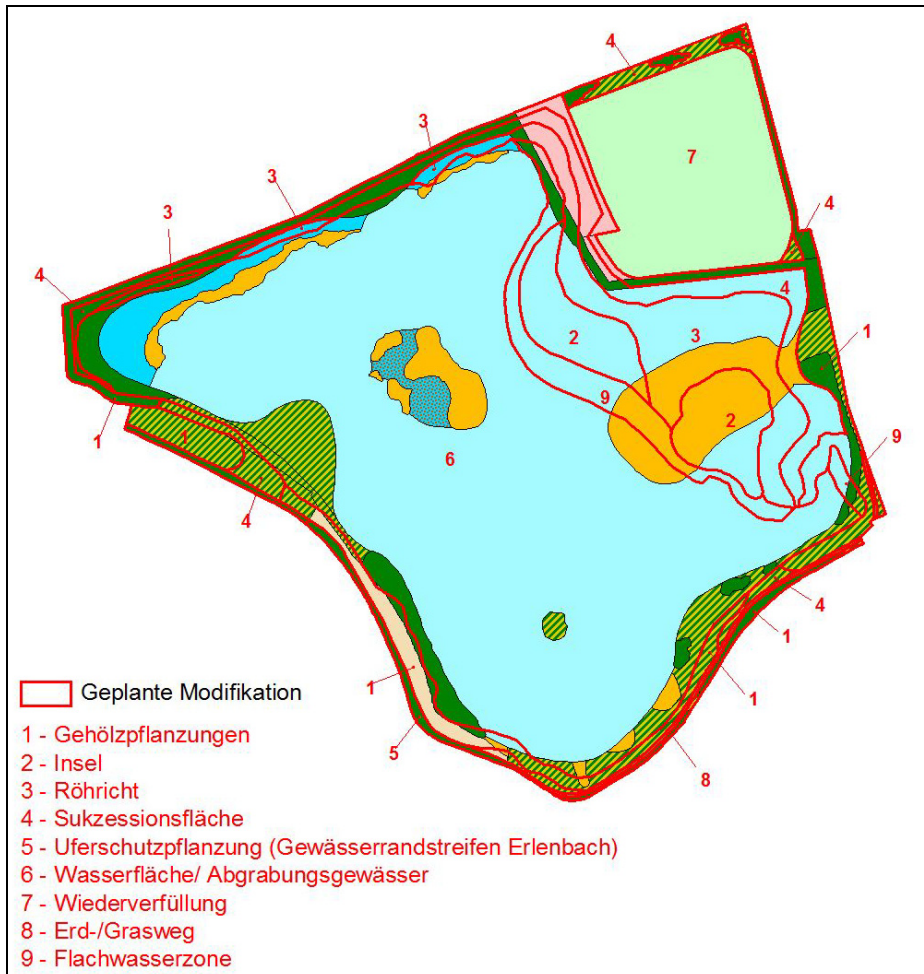 4
3
7
3
3
4
4
4
2
3
1
9
2
9
1
1
6
4
4
1
1
1
5
8
Geplante Modifikation
1 - Gehölzpflanzungen
2 - Insel
3 - Röhricht
4 - Sukzessionsfläche
5 - Uferschutzpflanzung (Gewässerrandstreifen Erlenbach)
6 - Wasserfläche/ Abgrabungsgewässer
7 - Wiederverfüllung
8 - Erd-/Grasweg
9 - Flachwasserzone